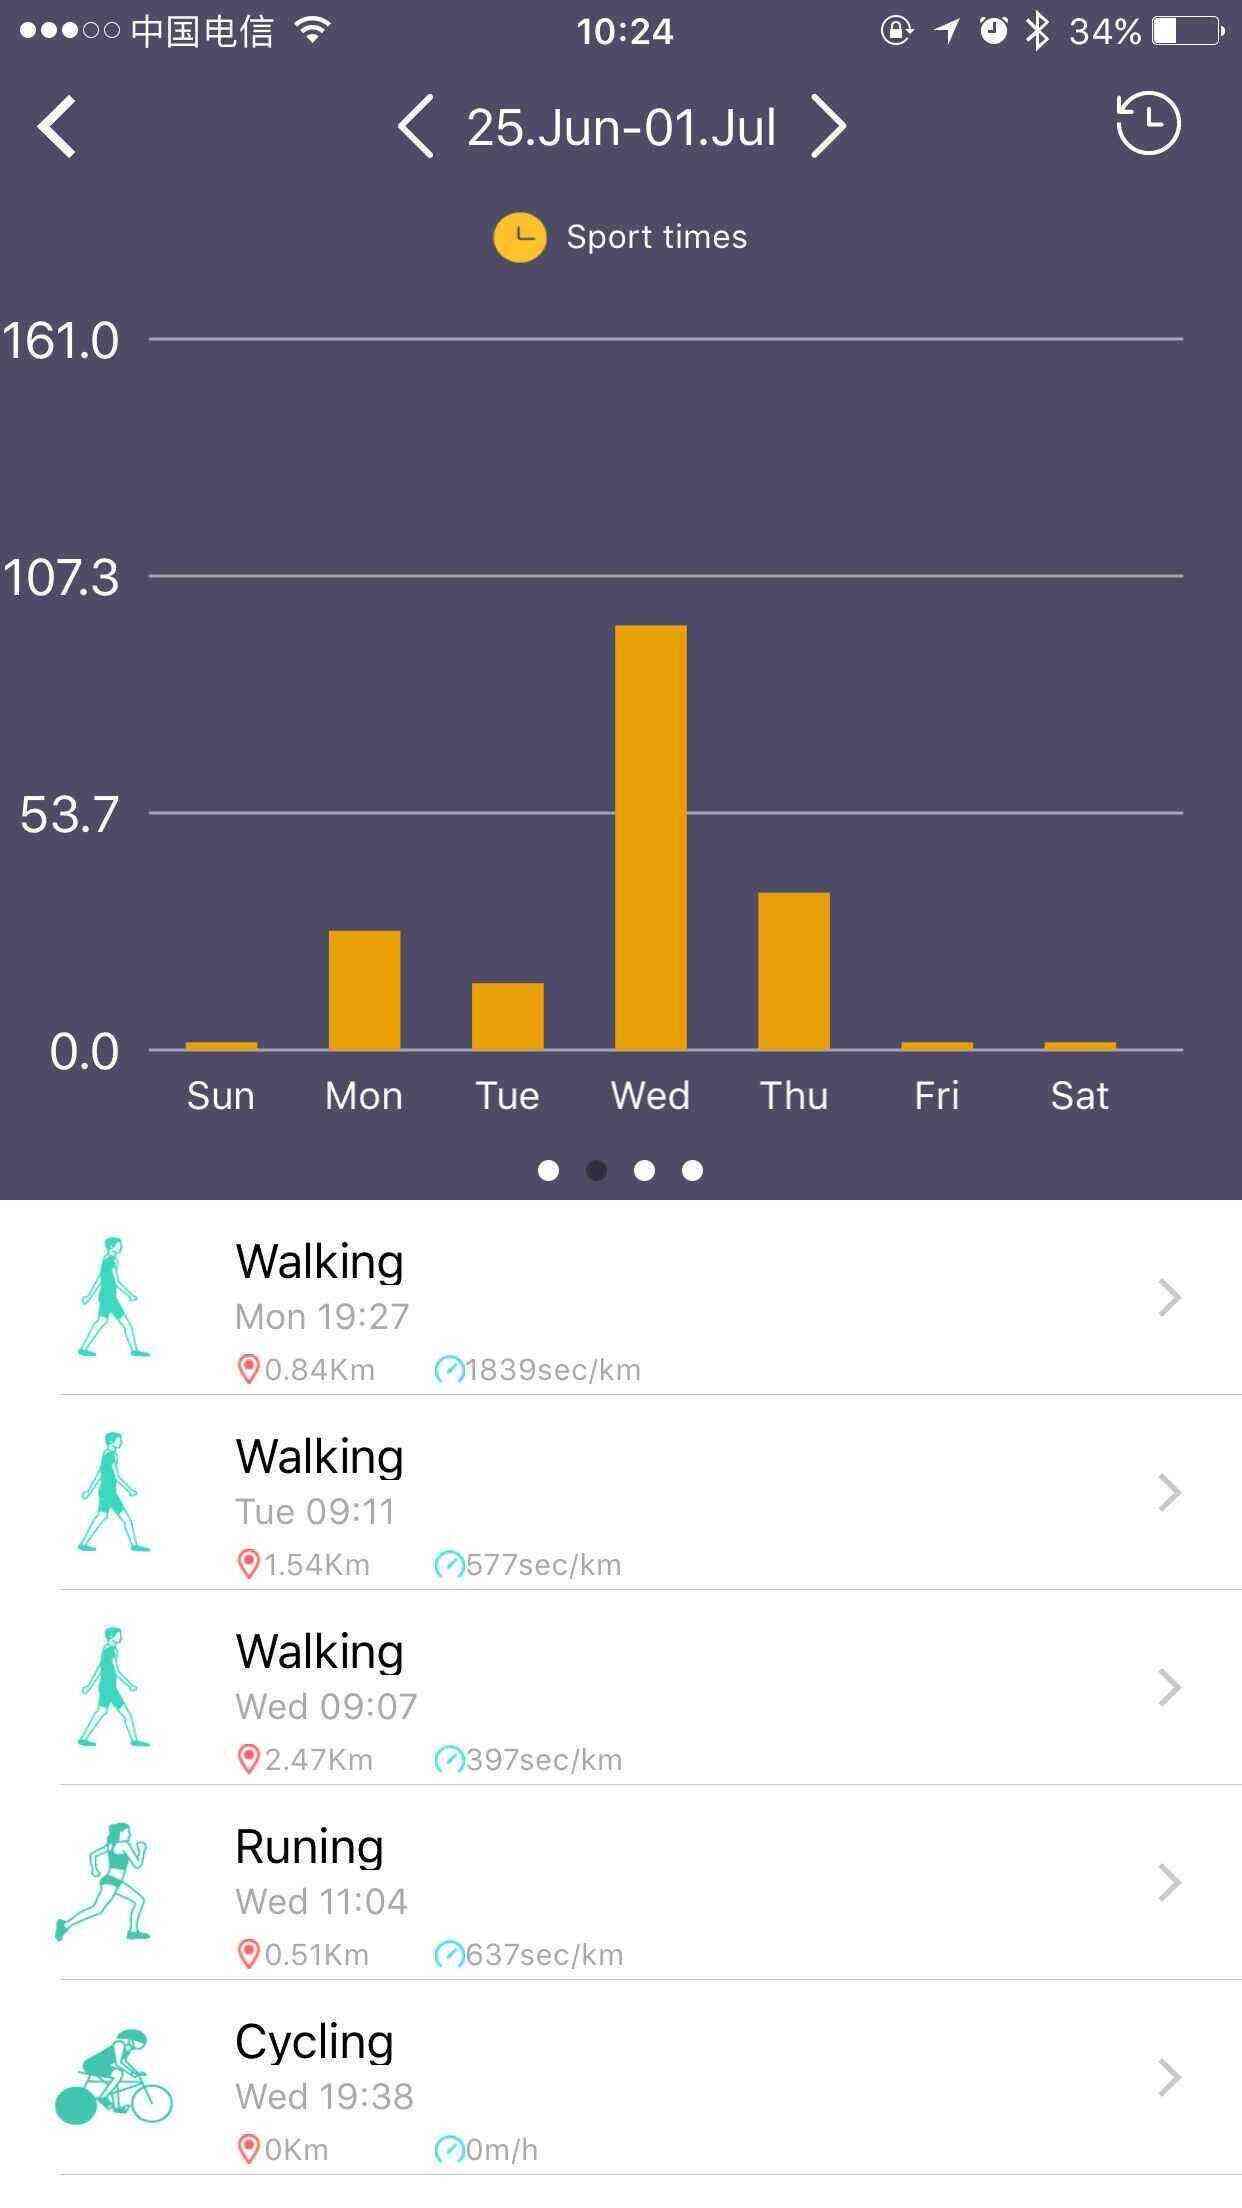 中国电信 10:24 34%
25.Jun-01.Jul
Sport times
161.0
107.3
53.7
0.0
Sun Mon Tue Wed Thu Fri Sat
Walking
Mon 19:27
0.84Km 1839sec/km
Walking
Tue 09:11
1.54Km 577sec/km
Walking
Wed 09:07
2.47Km 397sec/km
Runing
Wed 11:04
0.51Km 637sec/km
Cycling
Wed 19:38
0Km 0m/h